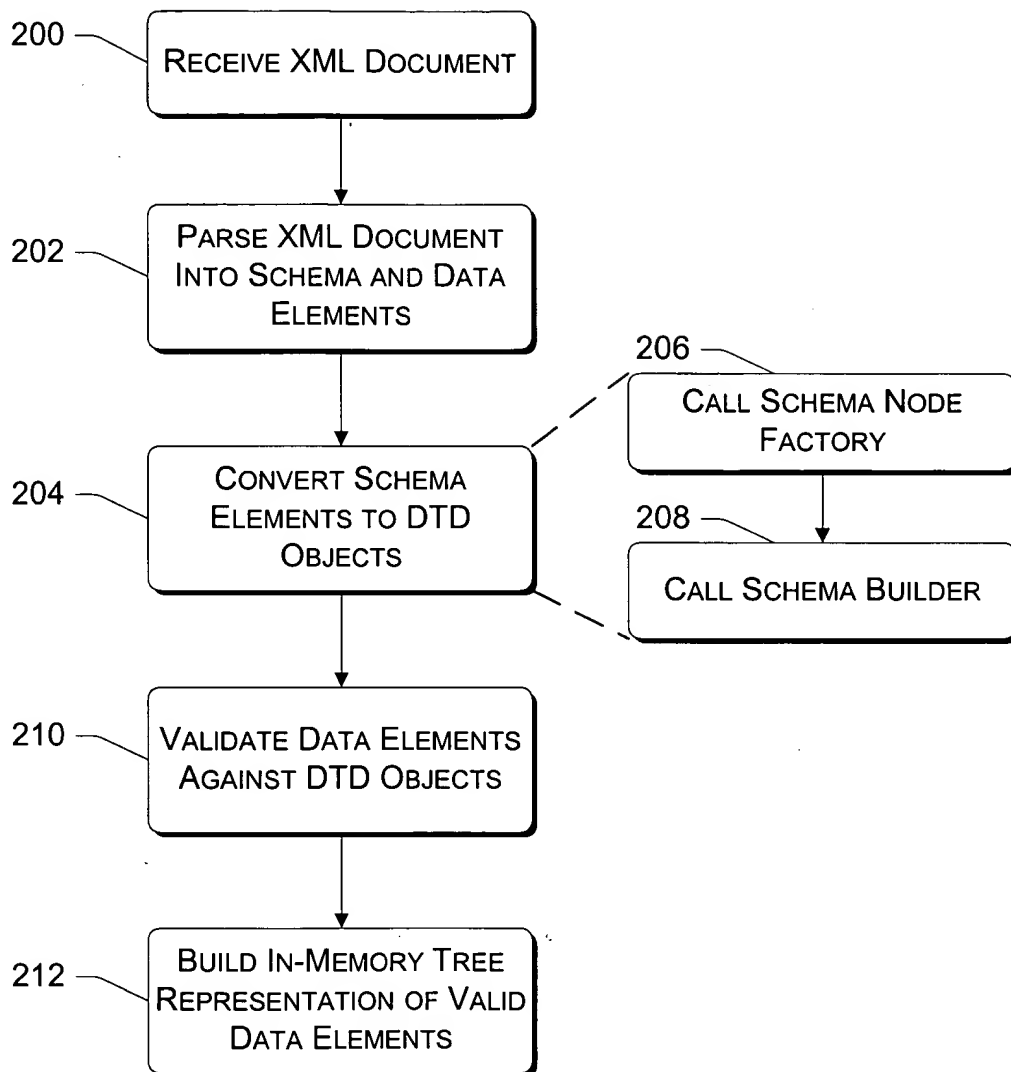 200
RECEIVE XML DOCUMENT
202
PARSE XML DOCUMENT
INTO SCHEMA AND DATA
ELEMENTS
204
CONVERT SCHEMA
ELEMENTS TO DTD
OBJECTS
206
CALL SCHEMA NODE
FACTORY
208
CALL SCHEMA BUILDER
210
VALIDATE DATA ELEMENTS
AGAINST DTD OBJECTS
212
BUILD IN-MEMORY TREE
REPRESENTATION OF VALID
DATA ELEMENTS